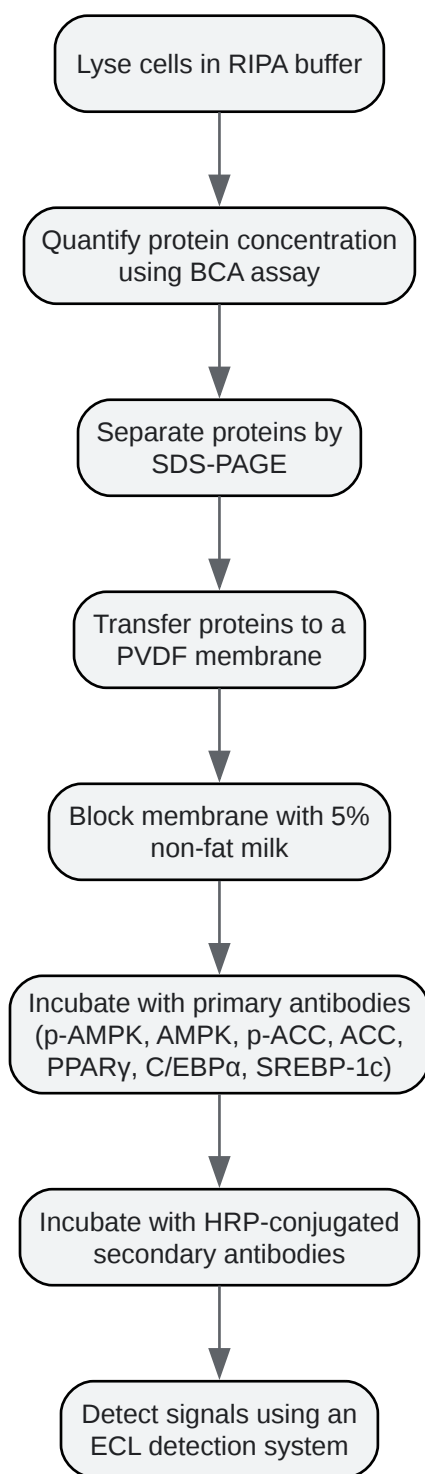 Lyse cells in RIPA buffer
Quantify protein concentration
using BCA assay
Separate proteins by
SDS-PAGE
Transfer proteins to a
PVDF membrane
Block membrane with 5%
non-fat milk
Incubate with primary antibodies
(p-AMPK, AMPK, p-ACC, ACC,
PPARγ, C/EBPα, SREBP-1c)
Incubate with HRP-conjugated
secondary antibodies
Detect signals using an
ECL detection system